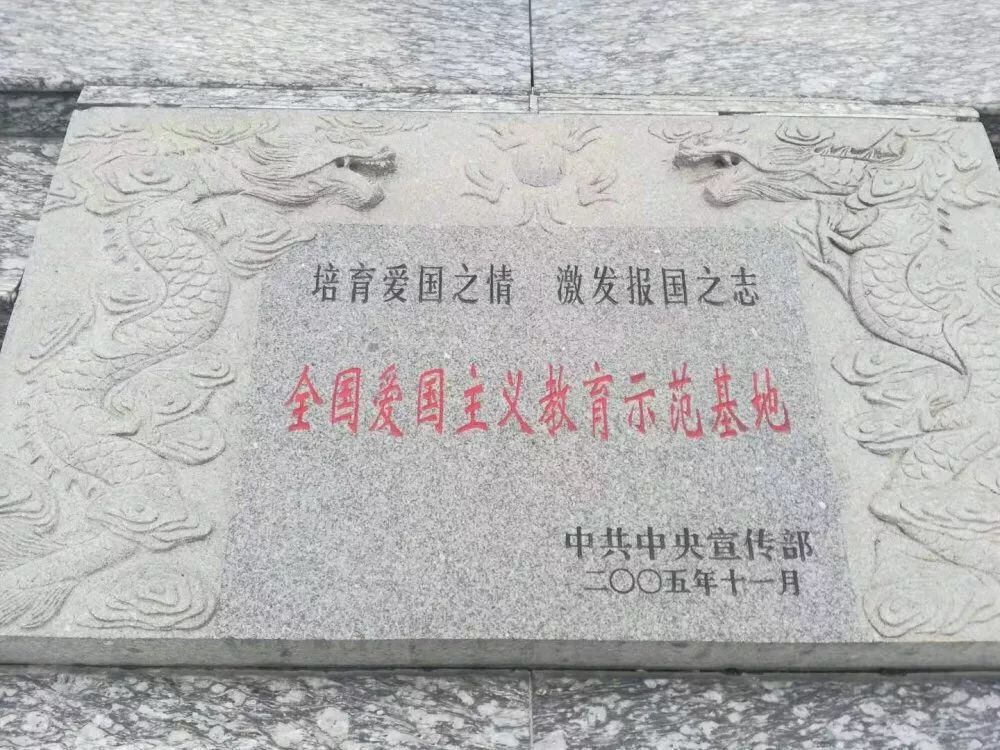 培育爱国之情　激发报国之志
全国爱国主义教育示范基地
中共中央宣传部
二〇〇五年十一月